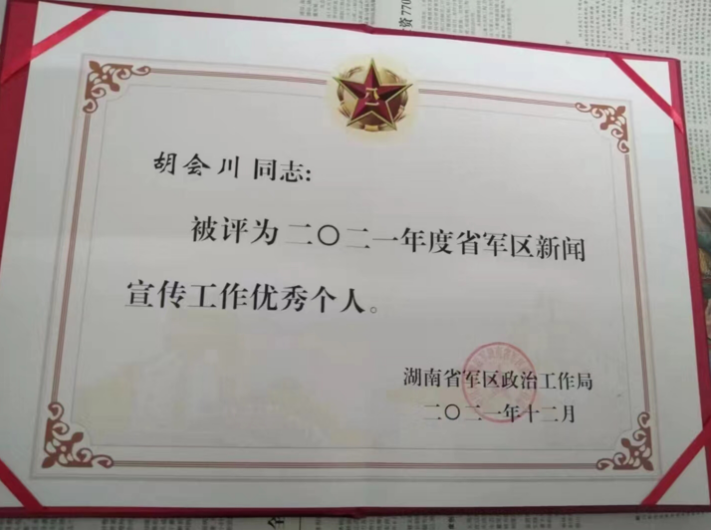 胡会川同志:
被评为二〇二一年度省军区新闻
宣传工作优秀个人。
湖南省军区政治工作局
二〇二一年十二月